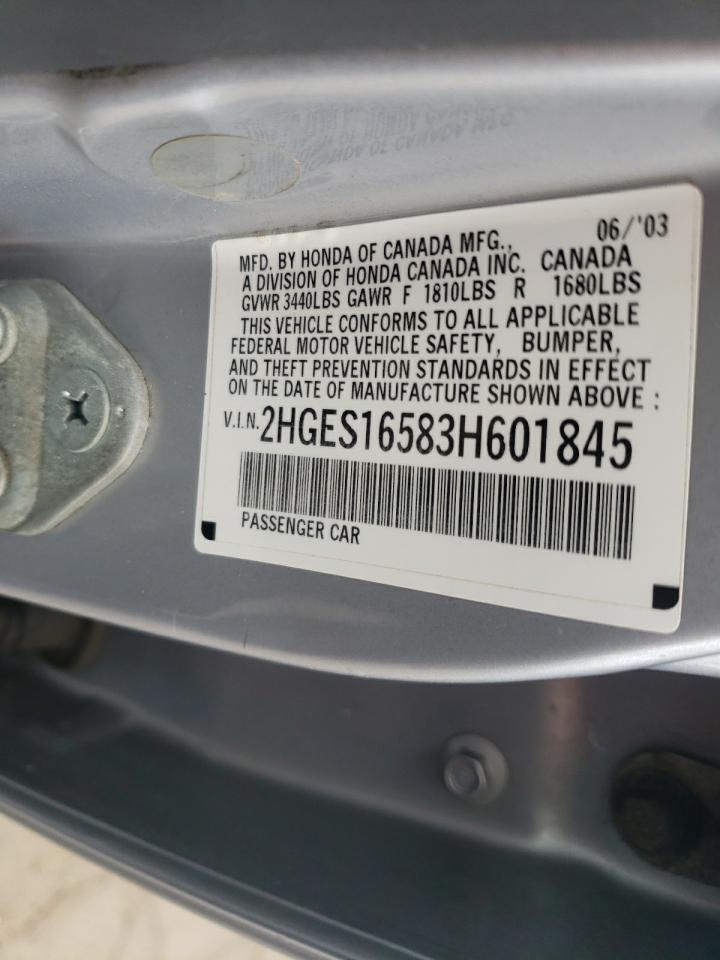 06/'03
MFD. BY HONDA OF CANADA MFG.,
A DIVISION OF HONDA CANADA INC. CANADA
GVWR 3440LBS GAWR F 1810LBS R 1680LBS
THIS VEHICLE CONFORMS TO ALL APPLICABLE
FEDERAL MOTOR VEHICLE SAFETY, BUMPER,
AND THEFT PREVENTION STANDARDS IN EFFECT
ON THE DATE OF MANUFACTURE SHOWN ABOVE :
V.I.N. 2HGES16583H601845
PASSENGER CAR